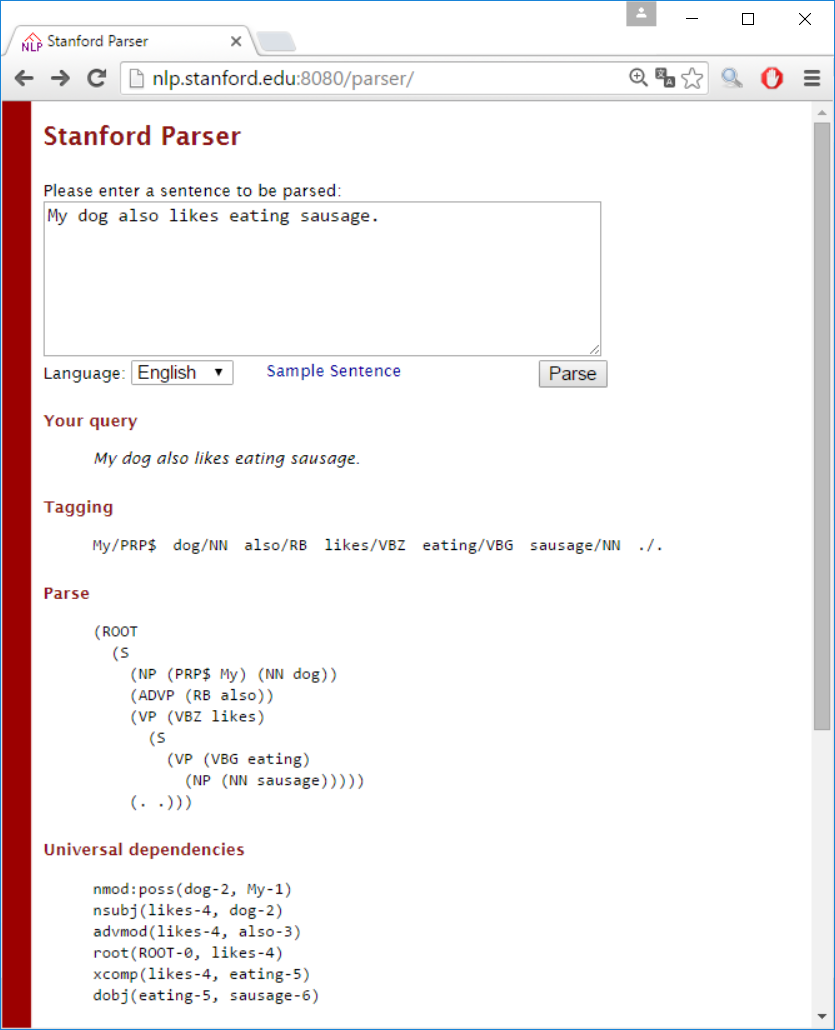 NLP Stanford Parser
nlp.stanford.edu:8080/parser/
Stanford Parser
Please enter a sentence to be parsed:
My dog also likes eating sausage.
Language: English Sample Sentence Parse
Your query
My dog also likes eating sausage.
Tagging
My/PRP$ dog/NN also/RB likes/VBZ eating/VBG sausage/NN ./.
Parse
(ROOT
(S
(NP (PRP$ My) (NN dog))
(ADVP (RB also))
(VP (VBZ likes)
(S
(VP (VBG eating)
(NP (NN sausage)))))
(. .)))
Universal dependencies
nmod:poss(dog-2, My-1)
nsubj(likes-4, dog-2)
advmod(likes-4, also-3)
root(ROOT-0, likes-4)
xcomp(likes-4, eating-5)
dobj(eating-5, sausage-6)